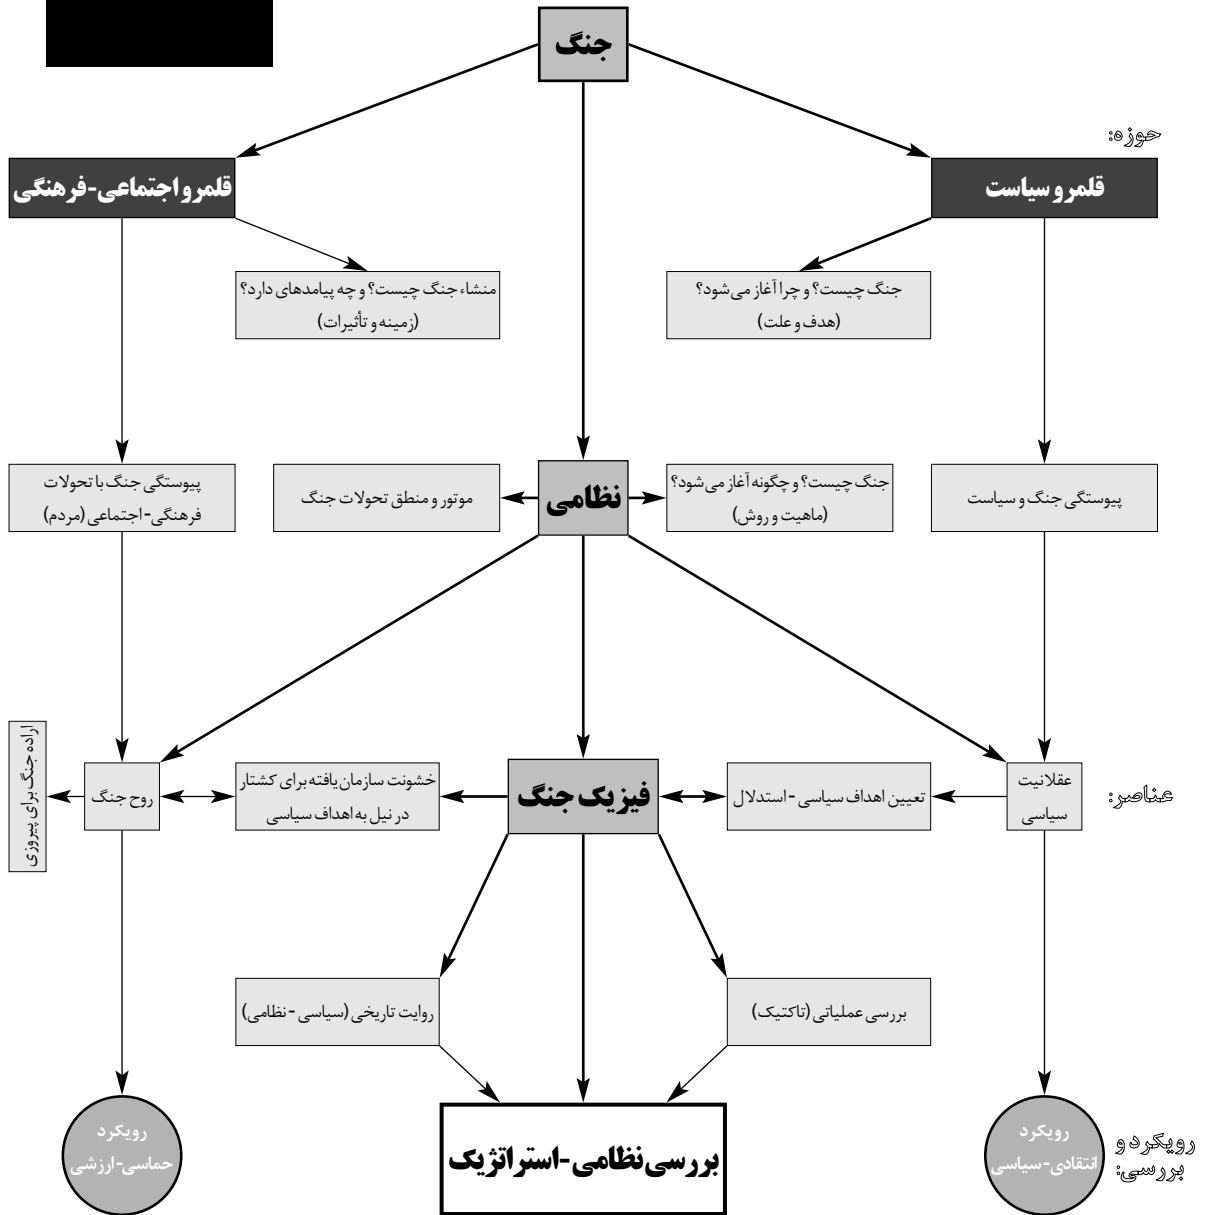 جنگ
حوزه:
قلمرو سیاست
قلمرو اجتماعی-فرهنگی
جنگ چیست؟ و چرا آغاز می‌شود؟
(هدف و علت)
منشاء جنگ چیست؟ و چه پیامدهای دارد؟
(زمینه و تأثیرات)
پیوستگی جنگ و سیاست
جنگ چیست؟ و چگونه آغاز می‌شود؟
(ماهیت و روش)
نظامی
موتور و منطق تحولات جنگ
پیوستگی جنگ با تحولات
فرهنگی-اجتماعی (مردم)
عناصر:
عقلانیت
سیاسی
تعیین اهداف سیاسی - استدلال
فیزیک جنگ
خشونت سازمان یافته برای کشتار
در نیل به اهداف سیاسی
روح جنگ
اراده جنگ برای پیروزی
بررسی عملیاتی (تاکتیک)
روایت تاریخی (سیاسی - نظامی)
رویکرد و
بررسی:
رویکرد
انتقادی-سیاسی
بررسی نظامی-استراتژیک
رویکرد
حماسی-ارزشی